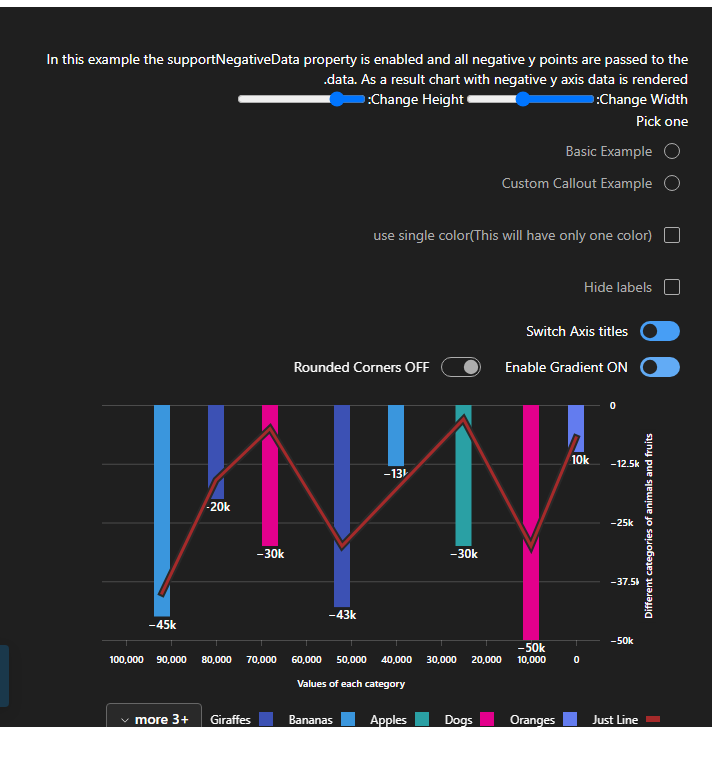 In this example the supportNegativeData property is enabled and all negative y points are passed to the
.data. As a result chart with negative y axis data is rendered
:Change Height :Change Width
Pick one
Basic Example
Custom Callout Example
use single color(This will have only one color)
Hide labels
Switch Axis titles
Rounded Corners OFF Enable Gradient ON
0
−12.5k
−25k
−37.5k
−50k
Different categories of animals and fruits
−45k
-20k
−30k
−43k
−13k
−30k
−50k
10k
100,000 90,000 80,000 70,000 60,000 50,000 40,000 30,000 20,000 10,000 0
Values of each category
more 3+ Giraffes Bananas Apples Dogs Oranges Just Line